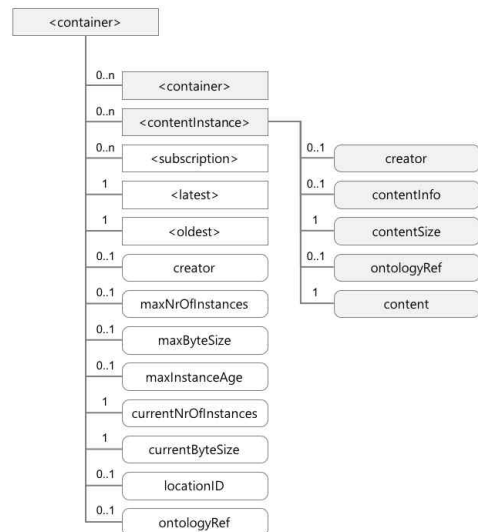 <container>
0..n
<container>
0..n
<contentInstance>
0..n
<subscription>
1
<latest>
1
<oldest>
0..1
creator
0..1
maxNrOfInstances
0..1
maxByteSize
0..1
maxInstanceAge
1
currentNrOfInstances
1
currentByteSize
0..1
locationID
0..1
ontologyRef
0..1
creator
0..1
contentInfo
1
contentSize
0..1
ontologyRef
1
content